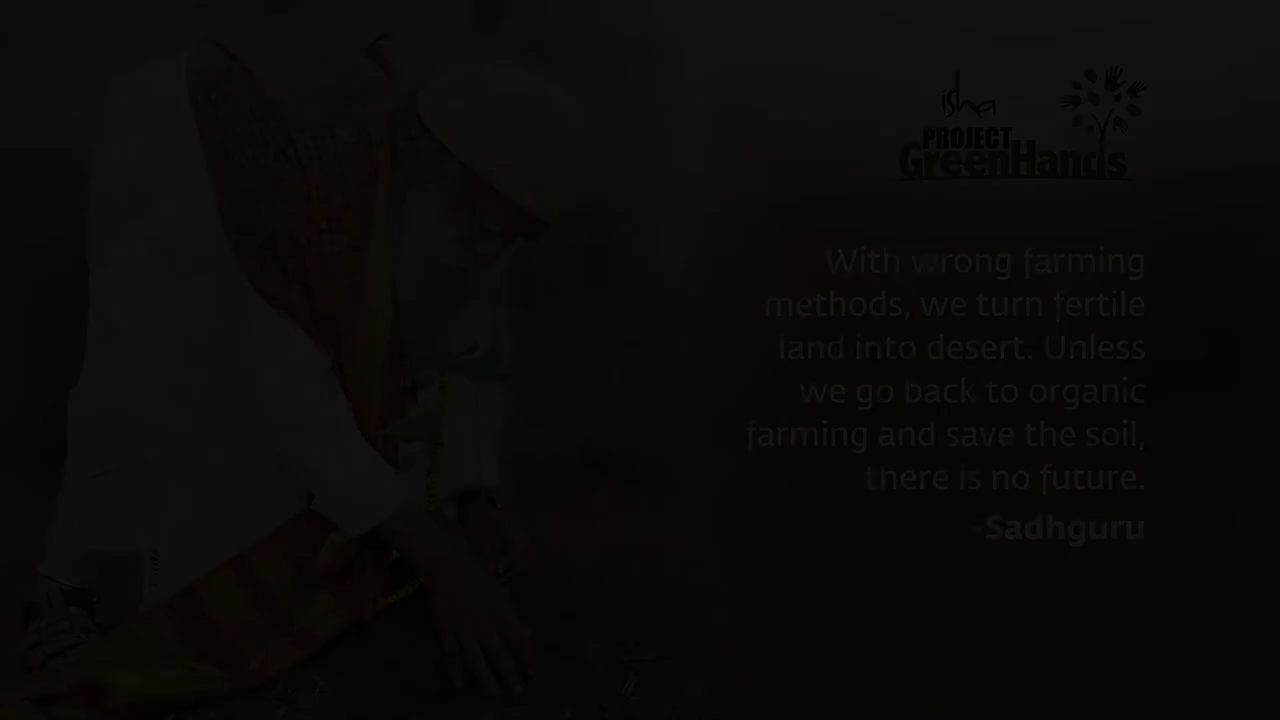 isha
PROJECT
GreenHands
With wrong farming
methods, we turn fertile
land into desert. Unless
we go back to organic
farming and save the soil,
there is no future.
-Sadhguru